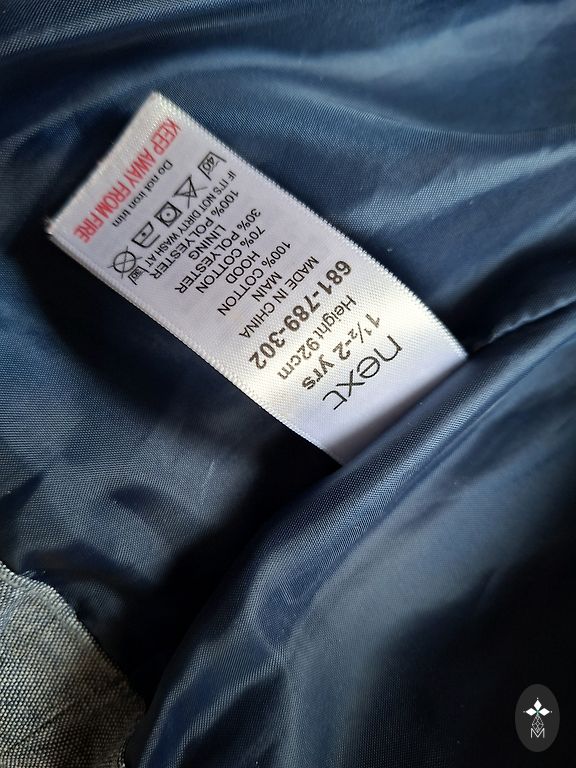 next
1½-2 yrs
Height 92cm
681-789-302
MADE IN CHINA
MAIN
100% COTTON
HOOD
70% COTTON
30% POLYESTER
LINING
100% POLYESTER
IF IT'S NOT DIRTY WASH AT
40
30
Do not iron trim
KEEP AWAY FROM FIRE